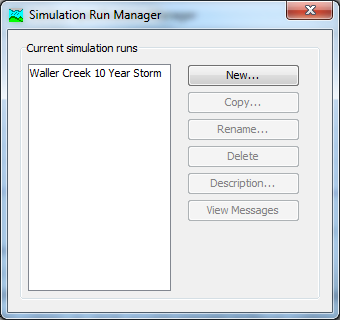 Simulation Run Manager
Current simulation runs
Waller Creek 10 Year Storm
New...
Copy...
Rename...
Delete
Description...
View Messages